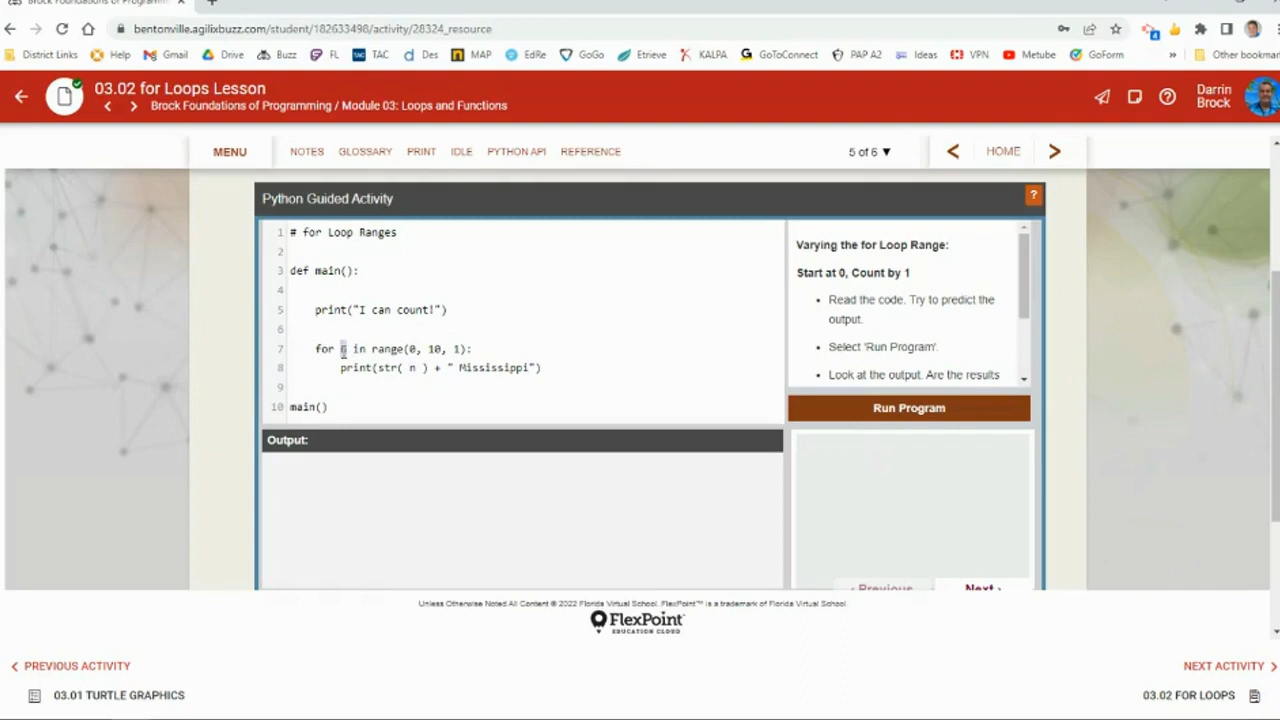 Brock Foundations of Programm
bentonville.agilixbuzz.com/student/182633498/activity/28324_resource
District Links Help Gmail Drive Buzz FL TAC Des MAP EdRe GoGo Etrieve KALPA GoToConnect PAP A2 Ideas VPN Metube GoForm » Other bookmar
03.02 for Loops Lesson
Brock Foundations of Programming / Module 03: Loops and Functions
Darrin
Brock
MENU NOTES GLOSSARY PRINT IDLE PYTHON API REFERENCE 5 of 6 ▼ HOME
Python Guided Activity ?
1 # for Loop Ranges
2
3 def main():
4
5 print("I can count!")
6
7 for n in range(0, 10, 1):
8 print(str( n ) + " Mississippi")
9
10 main()
Varying the for Loop Range:
Start at 0, Count by 1
• Read the code. Try to predict the
output.
• Select 'Run Program'.
• Look at the output. Are the results
Run Program
Output:
‹ Previous Next ›
Unless Otherwise Noted All Content © 2022 Florida Virtual School. FlexPoint™ is a trademark of Florida Virtual School
FlexPoint
EDUCATION CLOUD
PREVIOUS ACTIVITY NEXT ACTIVITY
03.01 TURTLE GRAPHICS 03.02 FOR LOOPS